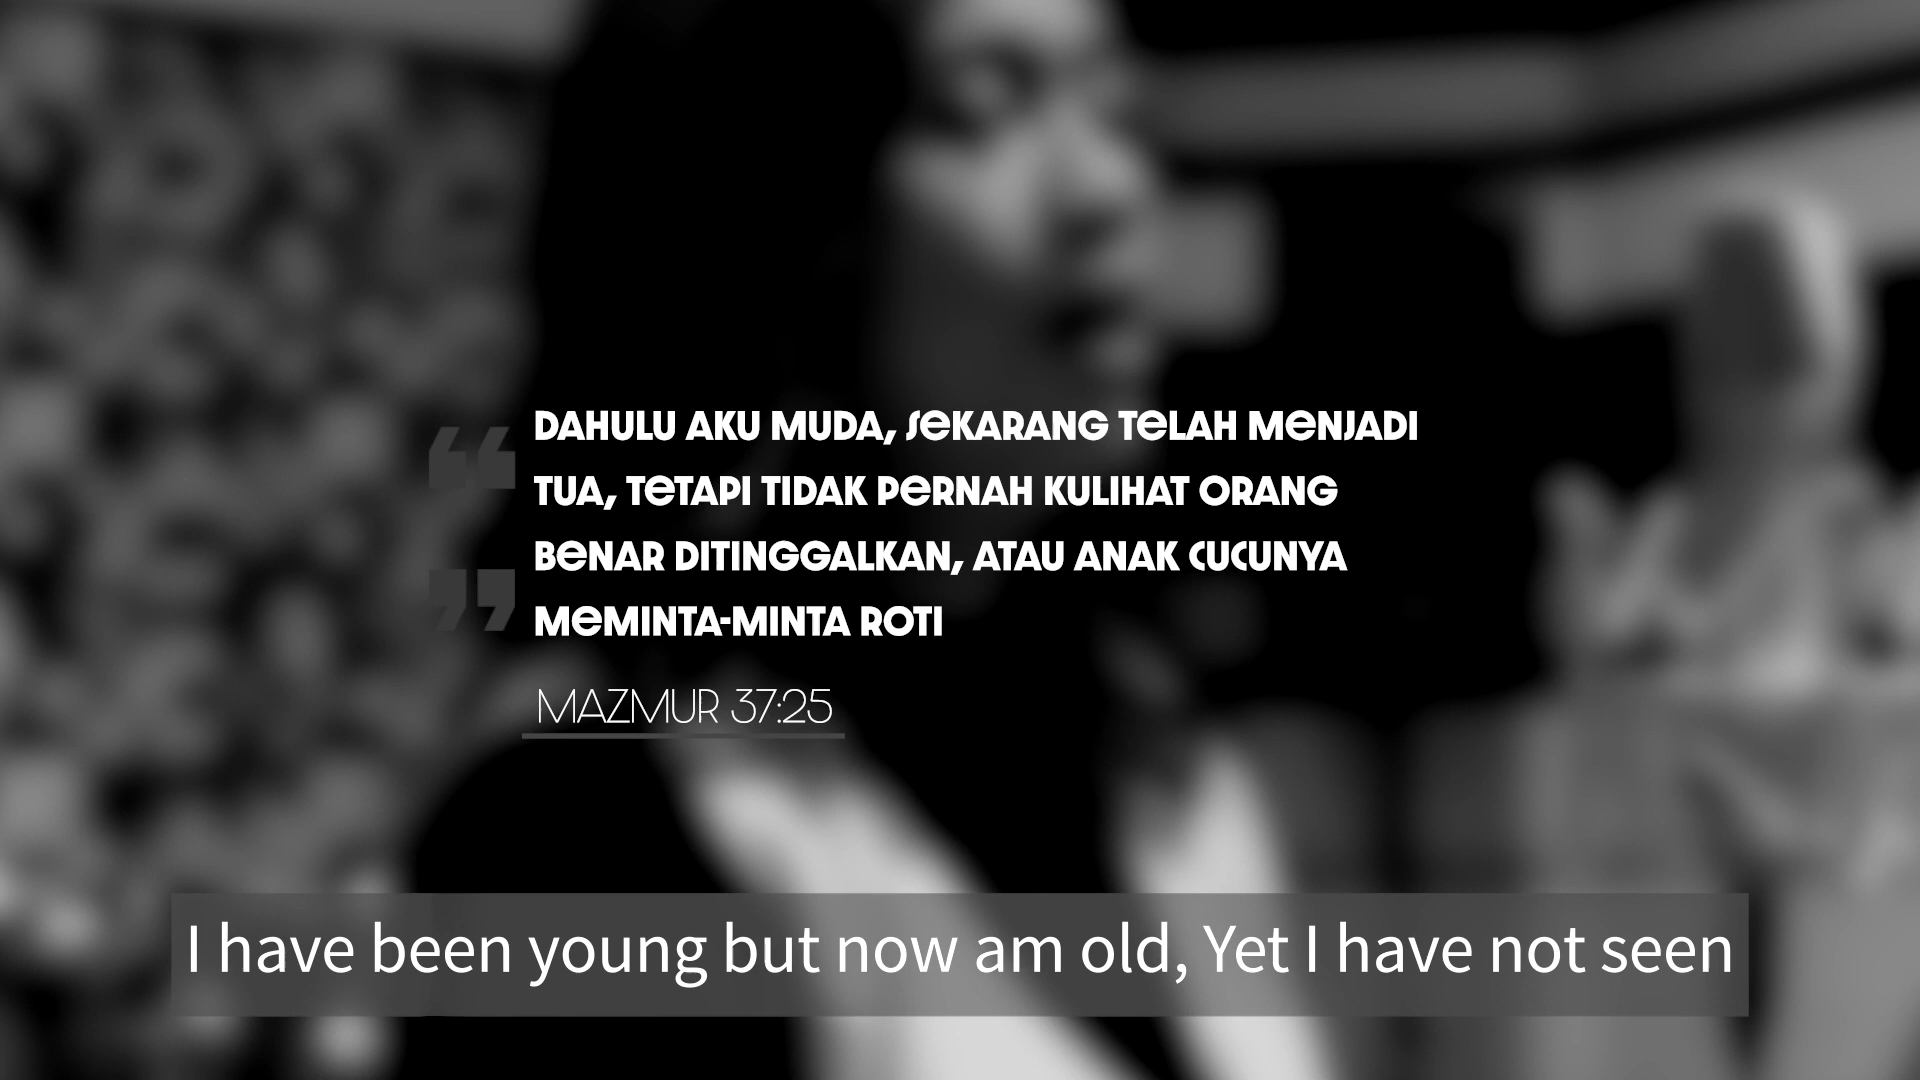 DAHULU AKU MUDA, SEKARANG TELAH MENJADI
TUA, TETAPI TIDAK PERNAH KULIHAT ORANG
BENAR DITINGGALKAN, ATAU ANAK CUCUNYA
MEMINTA-MINTA ROTI
MAZMUR 37:25
I have been young but now am old, Yet I have not seen